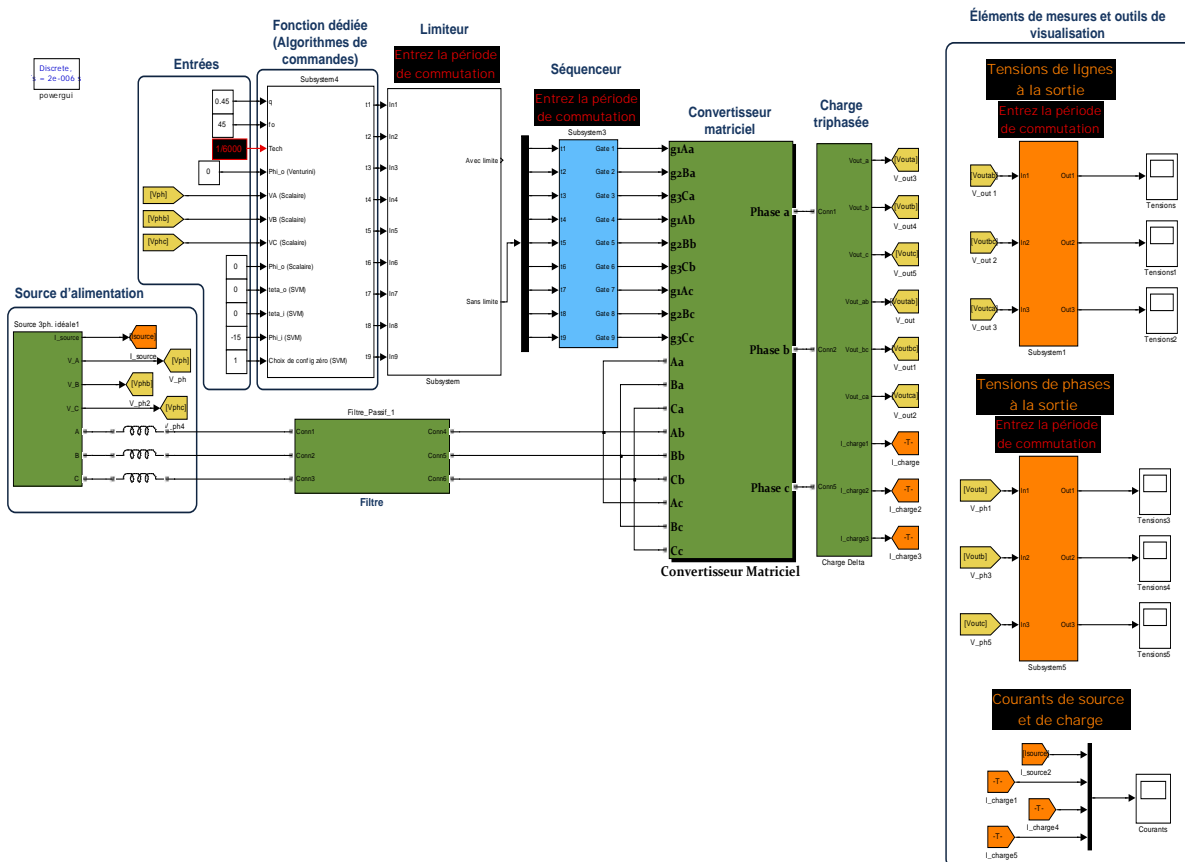 Discrete,
s = 2e-006 s
powergui
Entrées
0.45
45
1/8000
0
[Vph]
[Vphb]
[Vphc]
0
0
0
-15
1
Fonction dédiée
(Algorithmes de
commandes)
Subsystem4
q
fo
Tech
Phi_o (Venturini)
VA (Scalaire)
VB (Scalaire)
VC (Scalaire)
Phi_o (Scalaire)
teta_o (SVM)
teta_i (SVM)
Phi_i (SVM)
Choix de config zéro (SVM)
t1
t2
t3
t4
t5
t6
t7
t8
t9
Limiteur
Entrez la période
de commutation
In1
In2
In3
In4
In5
In6
In7
In8
In9
Avec limite
Sans limite
Subsystem
Séquenceur
Entrez la période
de commutation
Subsystem3
t1 Gate 1
t2 Gate 2
t3 Gate 3
t4 Gate 4
t5 Gate 5
t6 Gate 6
t7 Gate 7
t8 Gate 8
t9 Gate 9
Convertisseur
matriciel
g1Aa
g2Ba
g3Ca
g1Ab
g2Bb
g3Cb
g1Ac
g2Bc
g3Cc
Aa
Ba
Ca
Ab
Bb
Cb
Ac
Bc
Cc
Phase a
Phase b
Phase c
Convertisseur Matriciel
Charge
triphasée
Conn1
Conn2
Conn5
Vout_a
Vout_b
Vout_c
Vout_ab
Vout_bc
Vout_ca
I_charge1
I_charge2
I_charge3
Charge Delta
[Vouta]
V_out3
[Voutb]
V_out4
[Voutc]
V_out5
[Voutab]
V_out
[Voutbc]
V_out1
[Voutca]
V_out2
-T-
I_charge
-T-
I_charge2
-T-
I_charge3
Source d'alimentation
Source 3ph. idéale1
I_source
V_A
V_B
V_C
A
B
C
[Isource]
I_source
[Vph]
V_ph
[Vphb]
V_ph2
[Vphc]
V_ph4
Filtre_Passif_1
Conn1 Conn4
Conn2 Conn5
Conn3 Conn6
Filtre
Éléments de mesures et outils de
visualisation
Tensions de lignes
à la sortie
Entrez la période
de commutation
[Voutab]
V_out 1
[Voutbc]
V_out 2
[Voutca]
V_out 3
In1 Out1
In2 Out2
In3 Out3
Subsystem1
Tensions
Tensions1
Tensions2
Tensions de phases
à la sortie
Entrez la période
de commutation
[Vouta]
V_ph1
[Voutb]
V_ph3
[Voutc]
V_ph5
In1 Out1
In2 Out2
In3 Out3
Subsystem5
Tensions3
Tensions4
Tensions5
Courants de source
et de charge
[Isource]
I_source2
-T-
I_charge1
-T-
I_charge4
-T-
I_charge5
Courants